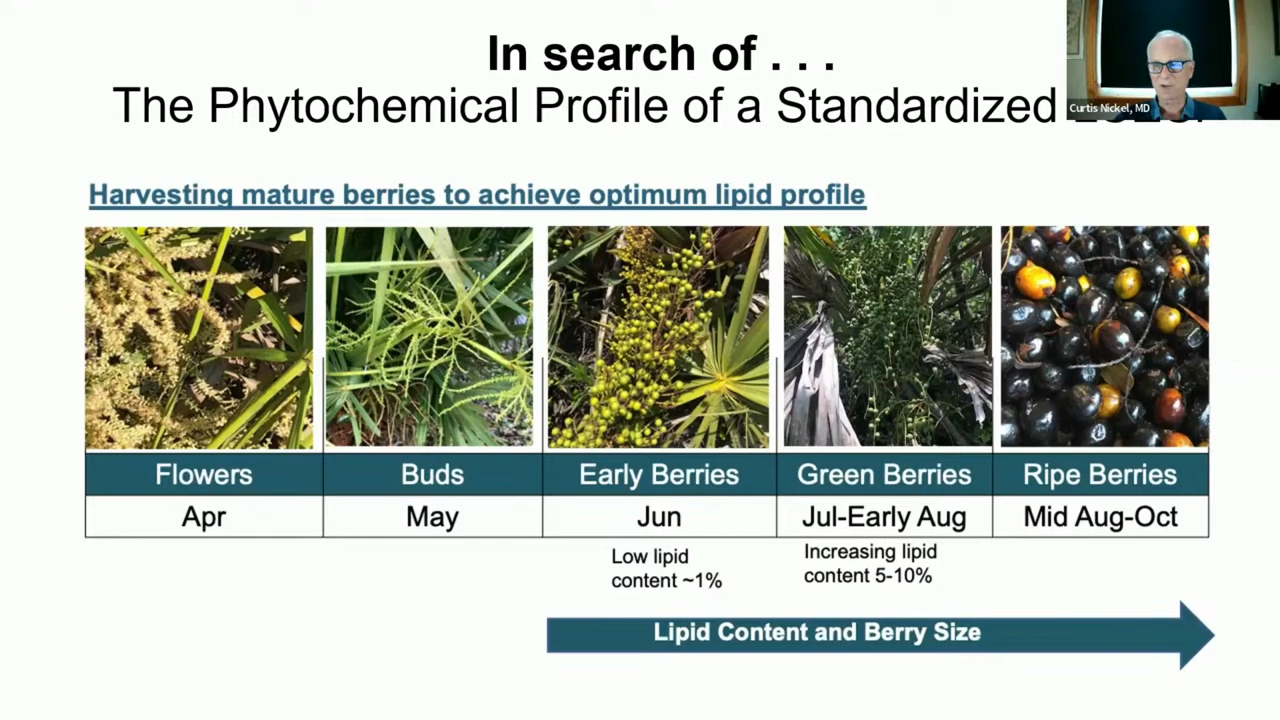 In search of . . .
The Phytochemical Profile of a Standardized
Curtis Nickel, MD
Harvesting mature berries to achieve optimum lipid profile
Flowers Buds Early Berries Green Berries Ripe Berries
Apr May Jun Jul-Early Aug Mid Aug-Oct
Low lipid
content ~1%
Increasing lipid
content 5-10%
Lipid Content and Berry Size